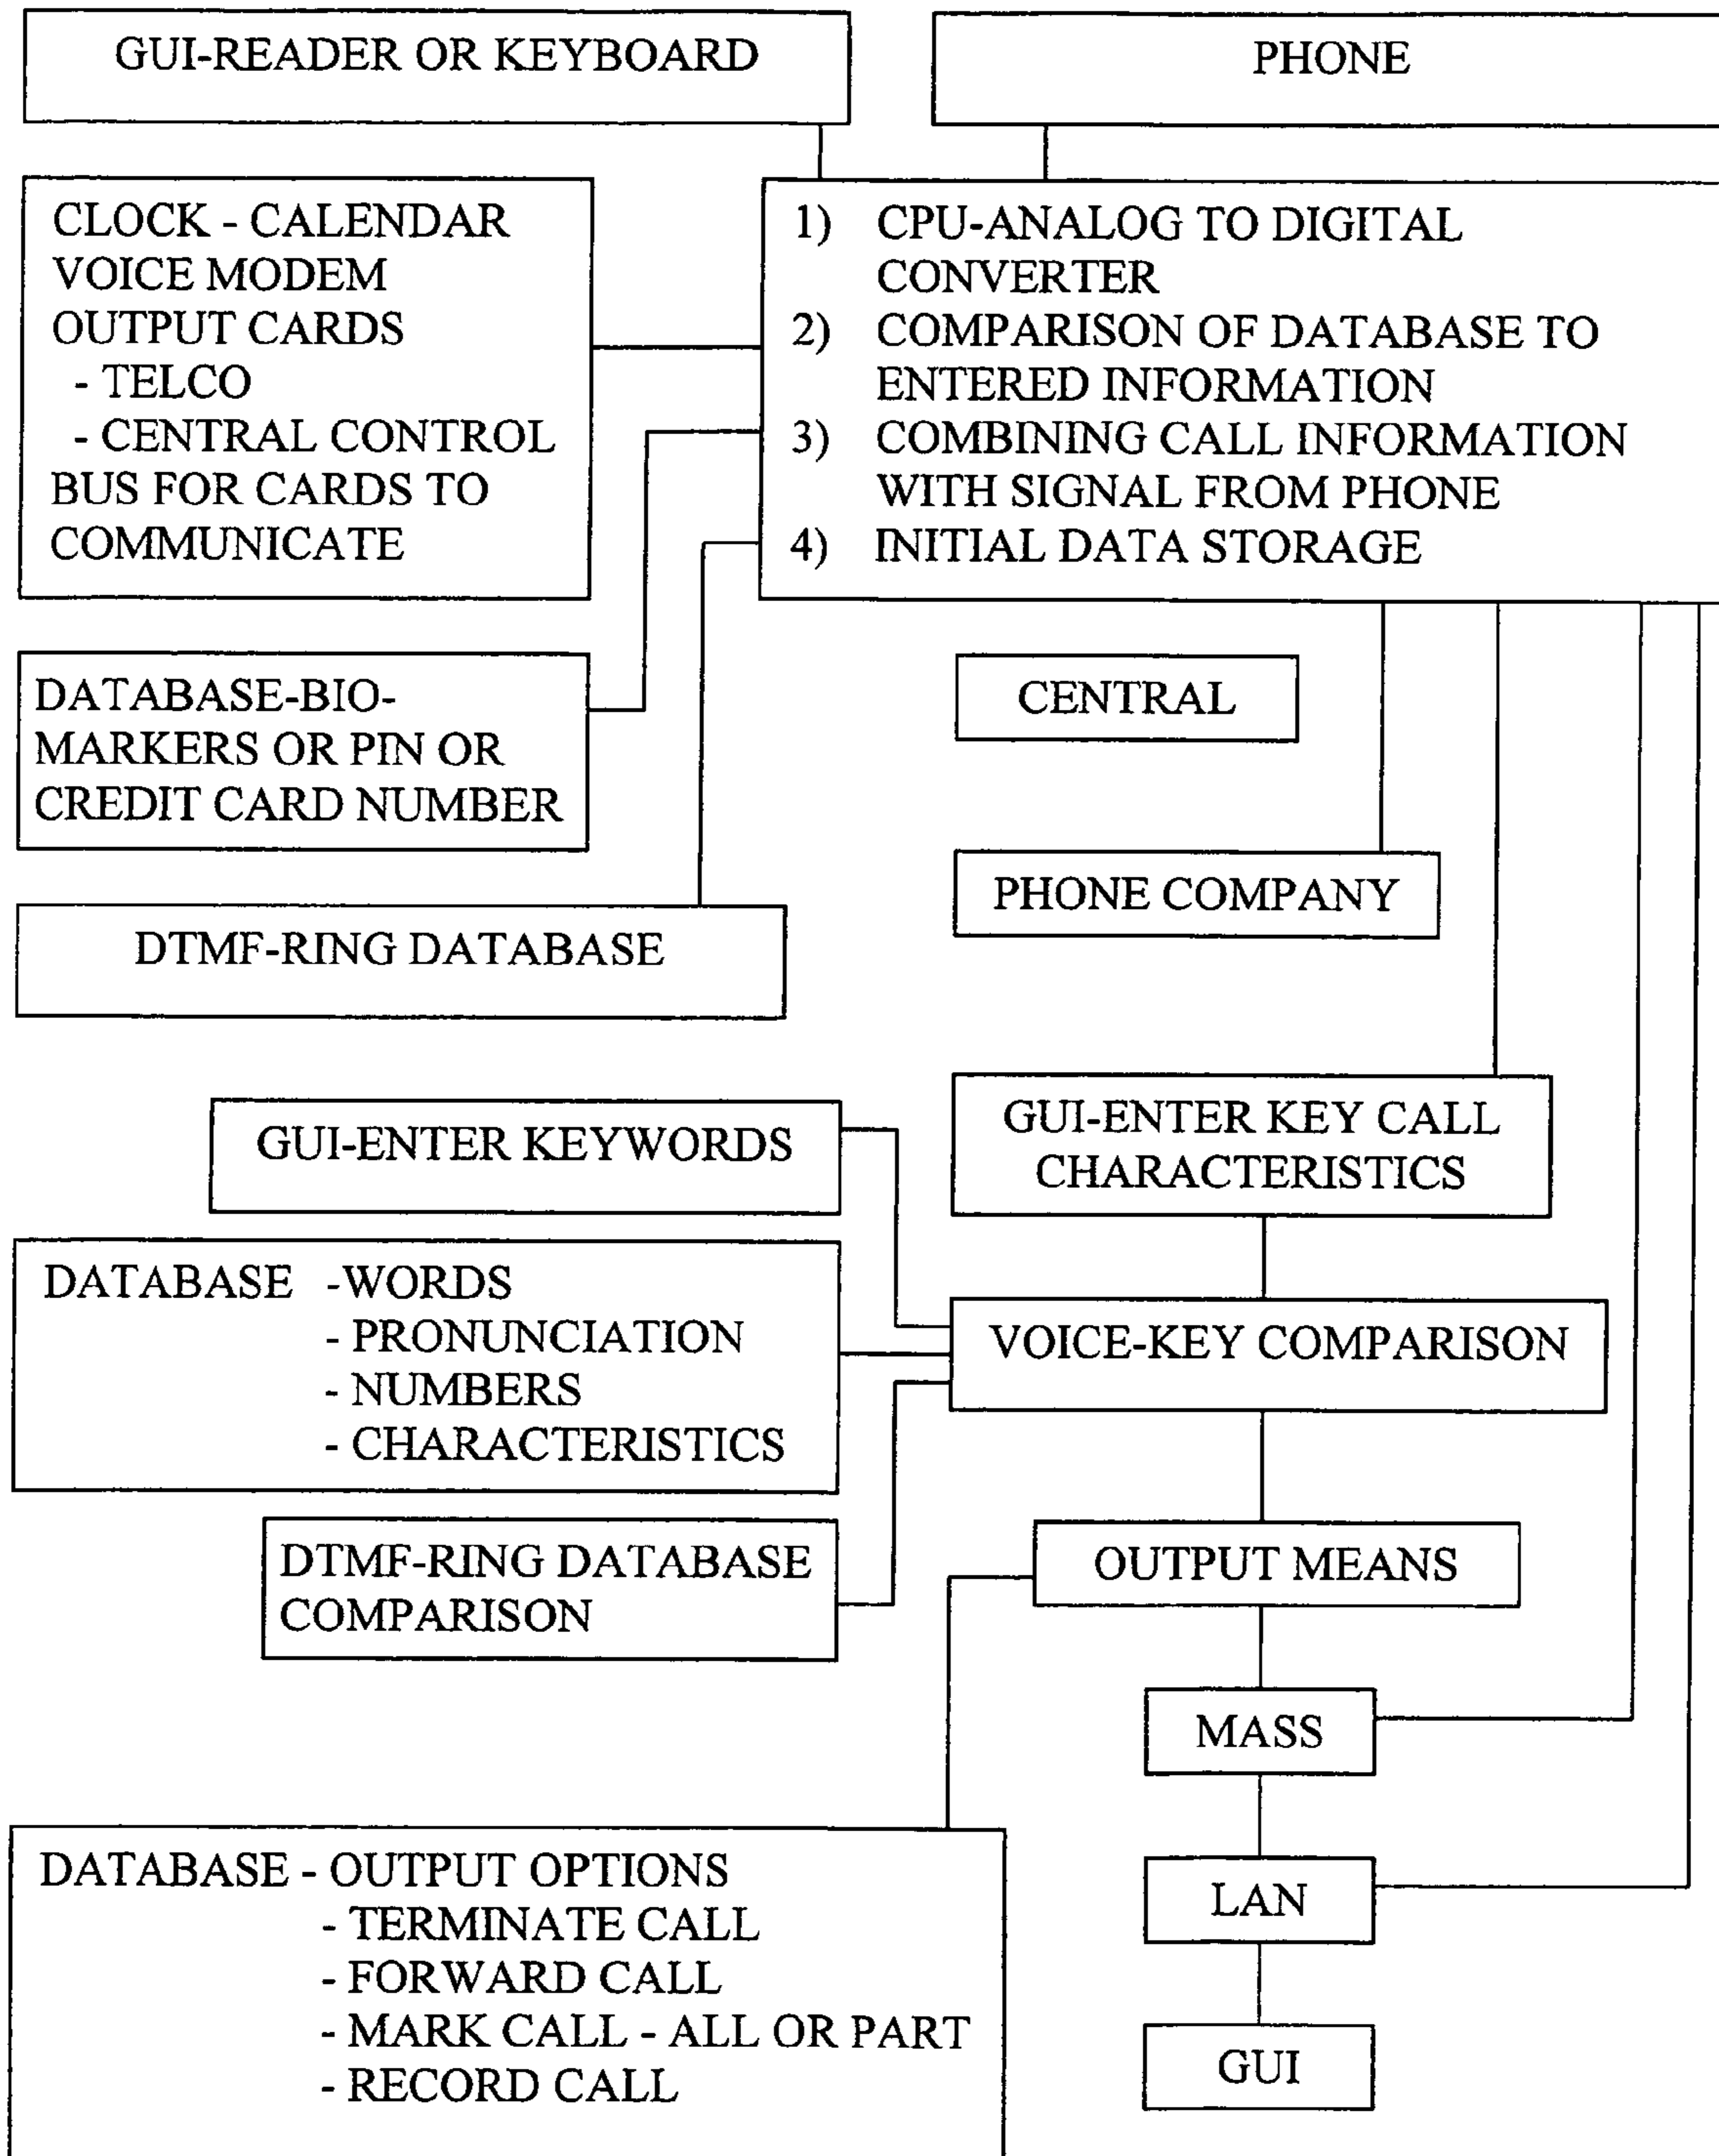 GUI-READER OR KEYBOARD
PHONE
CLOCK - CALENDAR
VOICE MODEM
OUTPUT CARDS
- TELCO
- CENTRAL CONTROL
BUS FOR CARDS TO
COMMUNICATE
1) CPU-ANALOG TO DIGITAL
CONVERTER
2) COMPARISON OF DATABASE TO
ENTERED INFORMATION
3) COMBINING CALL INFORMATION
WITH SIGNAL FROM PHONE
4) INITIAL DATA STORAGE
DATABASE-BIO-
MARKERS OR PIN OR
CREDIT CARD NUMBER
CENTRAL
PHONE COMPANY
DTMF-RING DATABASE
GUI-ENTER KEYWORDS
GUI-ENTER KEY CALL
CHARACTERISTICS
DATABASE -WORDS
- PRONUNCIATION
- NUMBERS
- CHARACTERISTICS
VOICE-KEY COMPARISON
DTMF-RING DATABASE
COMPARISON
OUTPUT MEANS
MASS
DATABASE - OUTPUT OPTIONS
- TERMINATE CALL
- FORWARD CALL
- MARK CALL - ALL OR PART
- RECORD CALL
LAN
GUI